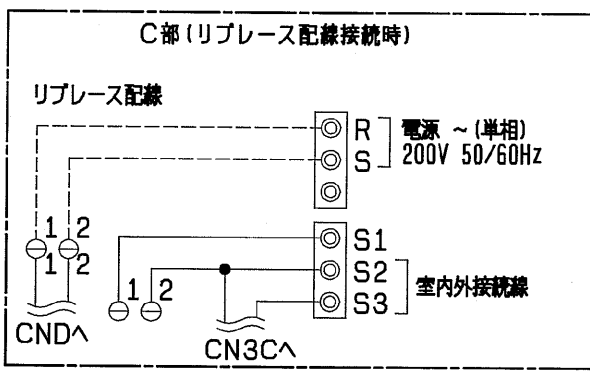 C部(リプレース配線接続時)
リプレース配線
R
電源 ~(単相)
S
200V 50/60Hz
1 2
1 2
S1
1 2
S2
室内外接続線
S3
CNDへ
CN3Cへ